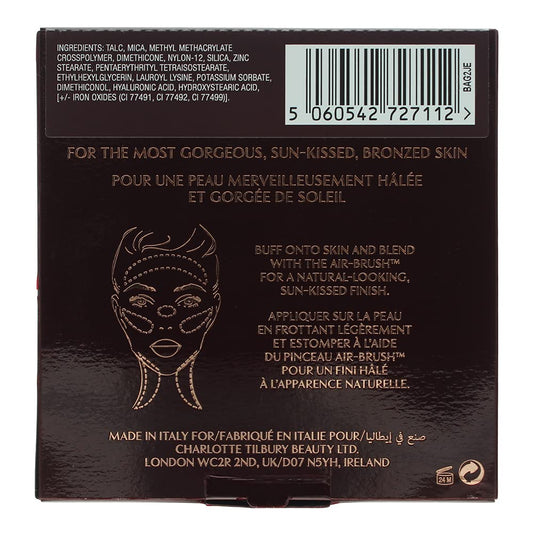 INGREDIENTS: TALC, MICA, METHYL METHACRYLATE
CROSSPOLYMER, DIMETHICONE, NYLON-12, SILICA, ZINC
STEARATE, PENTAERYTHRITYL TETRAISOSTEARATE,
ETHYLHEXYLGLYCERIN, LAUROYL LYSINE, POTASSIUM SORBATE,
DIMETHICONOL, HYALURONIC ACID, HYDROXYSTEARIC ACID,
[+/- IRON OXIDES (CI 77491, CI 77492, CI 77499)].
5 060542 727112 >
BAG2JE
FOR THE MOST GORGEOUS, SUN-KISSED, BRONZED SKIN
POUR UNE PEAU MERVEILLEUSEMENT HÂLÉE
ET GORGÉE DE SOLEIL
BUFF ONTO SKIN AND BLEND
WITH THE AIR-BRUSH™
FOR A NATURAL-LOOKING,
SUN-KISSED FINISH.
APPLIQUER SUR LA PEAU
EN FROTTANT LÉGÈREMENT
ET ESTOMPER À L'AIDE
DU PINCEAU AIR-BRUSH™
POUR UN FINI HÂLÉ
À L'APPARENCE NATURELLE.
MADE IN ITALY FOR/FABRIQUÉ EN ITALIE POUR/صنع في إيطاليا
CHARLOTTE TILBURY BEAUTY LTD.
LONDON WC2R 2ND, UK/D07 N5YH, IRELAND
24 M